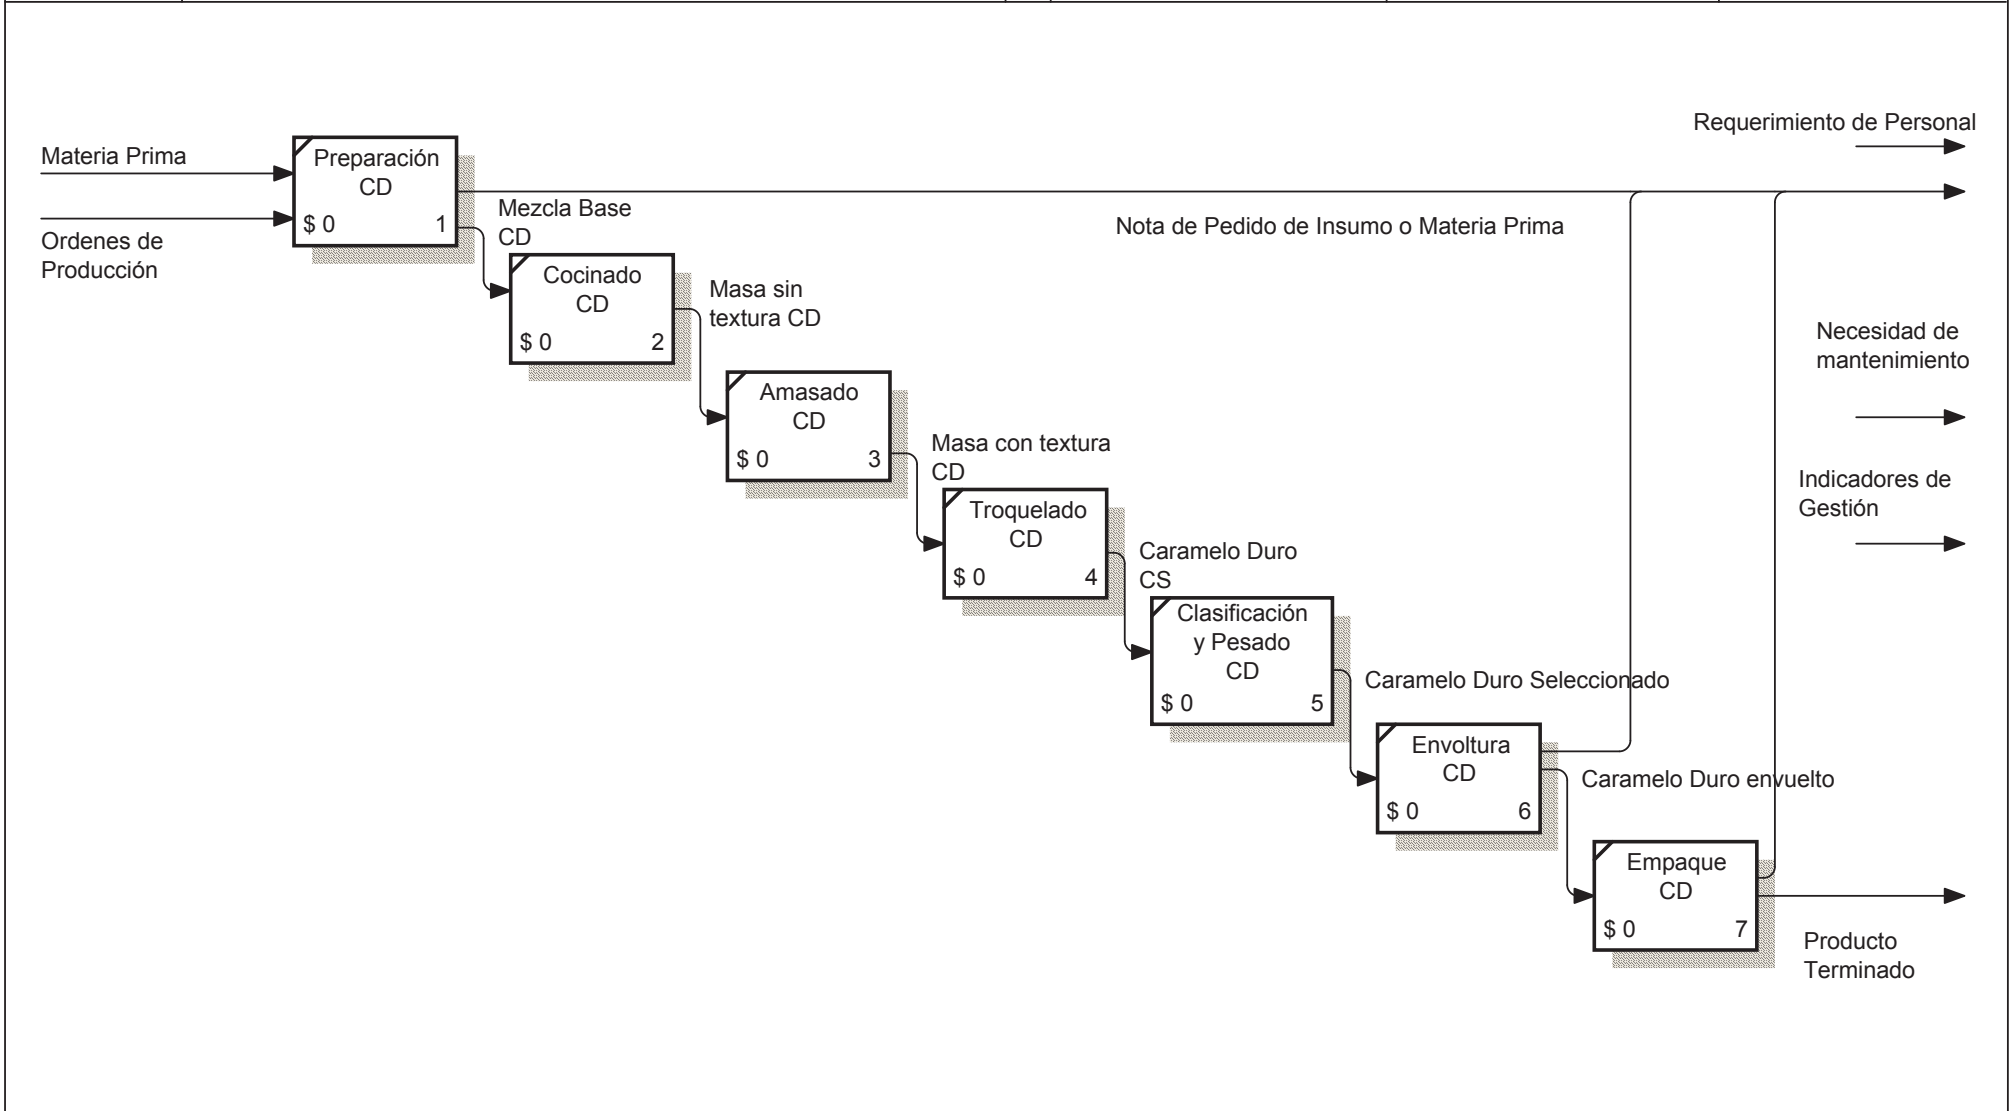 Requerimiento de Personal
Materia Prima
Preparación
CD
$ 0 1
Ordenes de
Producción
Mezcla Base
CD
Nota de Pedido de Insumo o Materia Prima
Cocinado
CD
$ 0 2
Masa sin
textura CD
Necesidad de
mantenimiento
Amasado
CD
$ 0 3
Masa con textura
CD
Indicadores de
Gestión
Troquelado
CD
$ 0 4
Caramelo Duro
CS
Clasificación
y Pesado
CD
$ 0 5
Caramelo Duro Seleccionado
Envoltura
CD
$ 0 6
Caramelo Duro envuelto
Empaque
CD
$ 0 7
Producto
Terminado